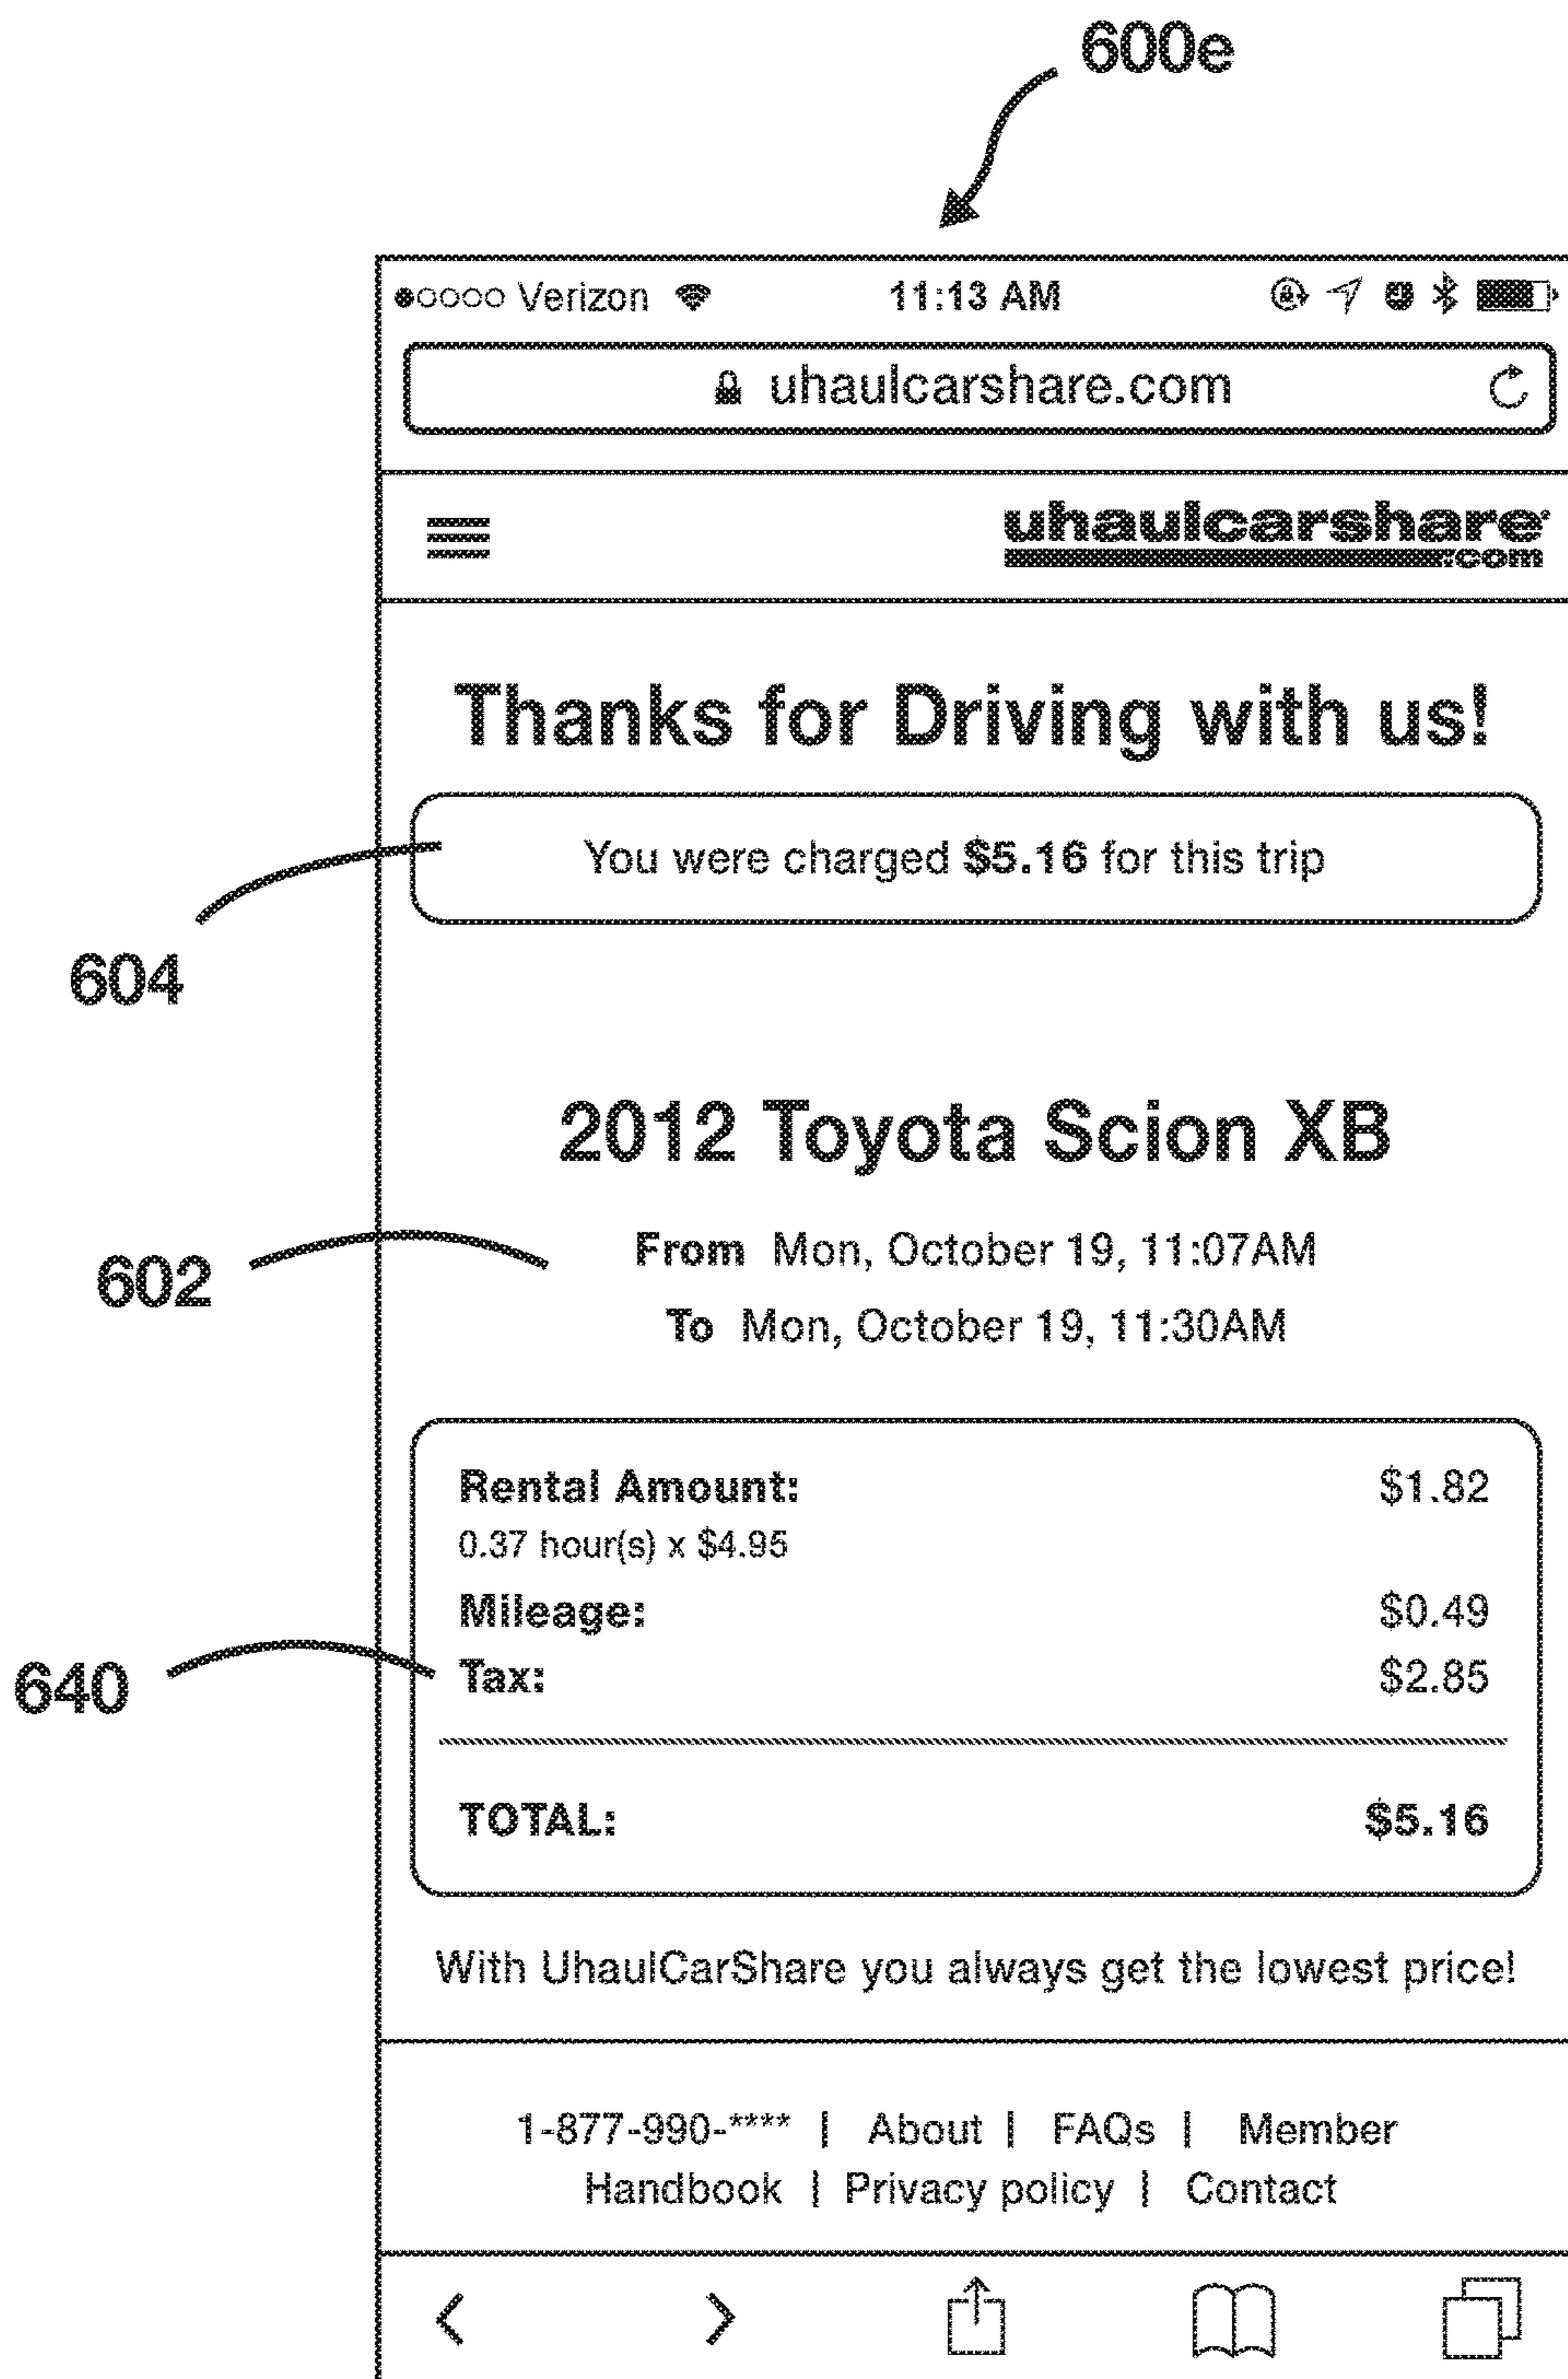 600e
Verizon 11:13 AM
uhaulcarshare.com
uhaulcarshare
.com
Thanks for Driving with us!
You were charged $5.16 for this trip
604
2012 Toyota Scion XB
602
From Mon, October 19, 11:07AM
To Mon, October 19, 11:30AM
Rental Amount: $1.82
0.37 hour(s) x $4.95
Mileage: $0.49
640
Tax: $2.85
TOTAL: $5.16
With UhaulCarShare you always get the lowest price!
1-877-990-**** | About | FAQs | Member
Handbook | Privacy policy | Contact